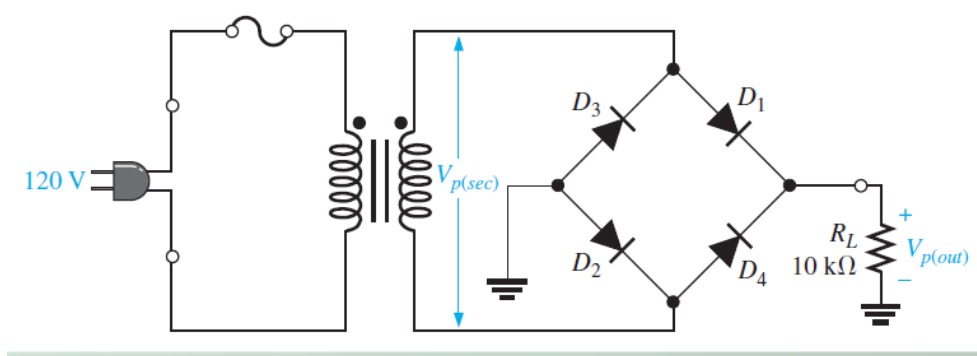 D3
D1
120 V
Vp(sec)
+
RL
Vp(out)
D2
D4
10 kΩ
–